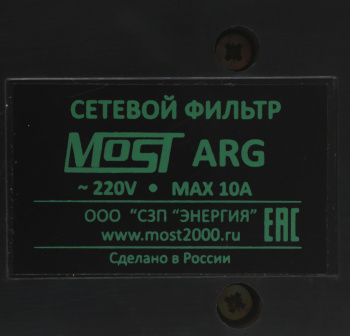 СЕТЕВОЙ ФИЛЬТР
MOST ARG
~ 220V • MAX 10A
ООО "СЗП "ЭНЕРГИЯ"
www.most2000.ru
EAC
Сделано в России